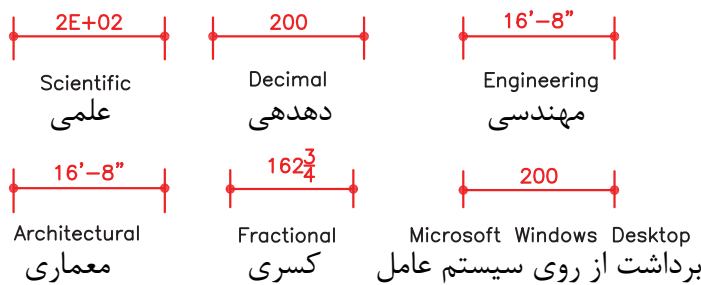 2E+02
Scientific
علمی
200
Decimal
دهدهی
16'-8"
Engineering
مهندسی
16'-8"
Architectural
معماری
162 3/4
Fractional
کسری
200
Microsoft Windows Desktop
برداشت از روی سیستم عامل